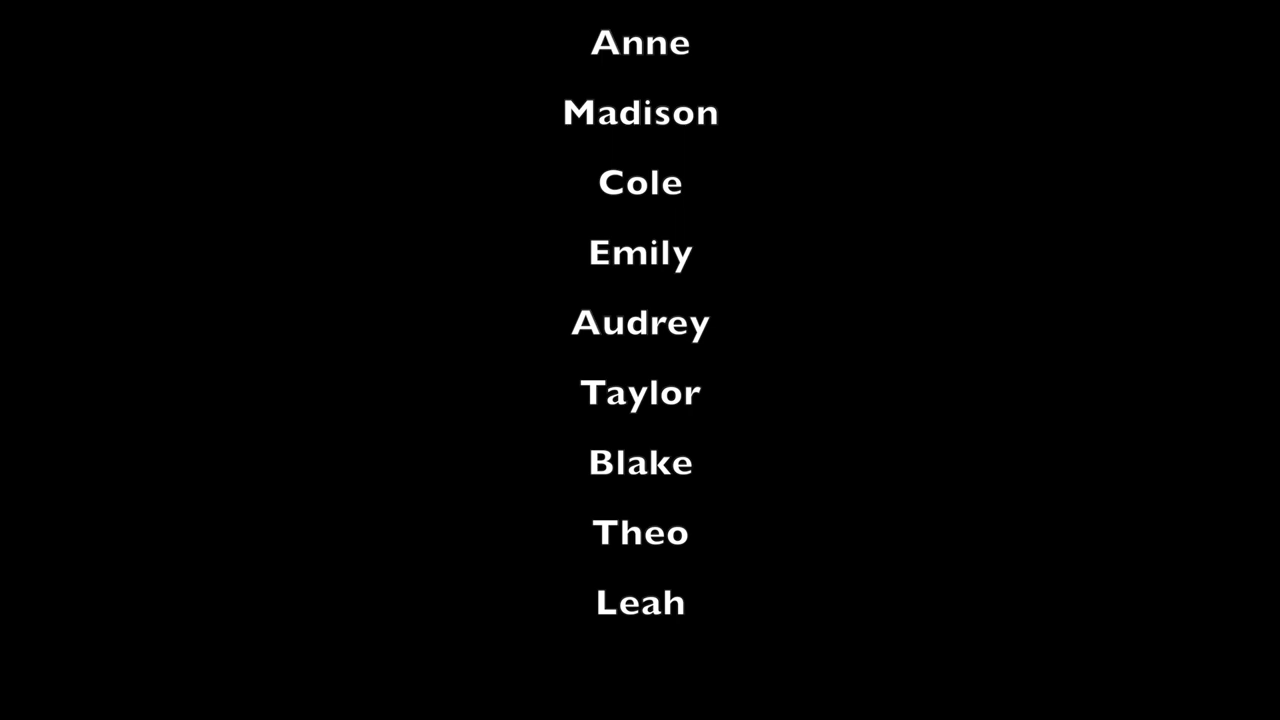 Anne
Madison
Cole
Emily
Audrey
Taylor
Blake
Theo
Leah